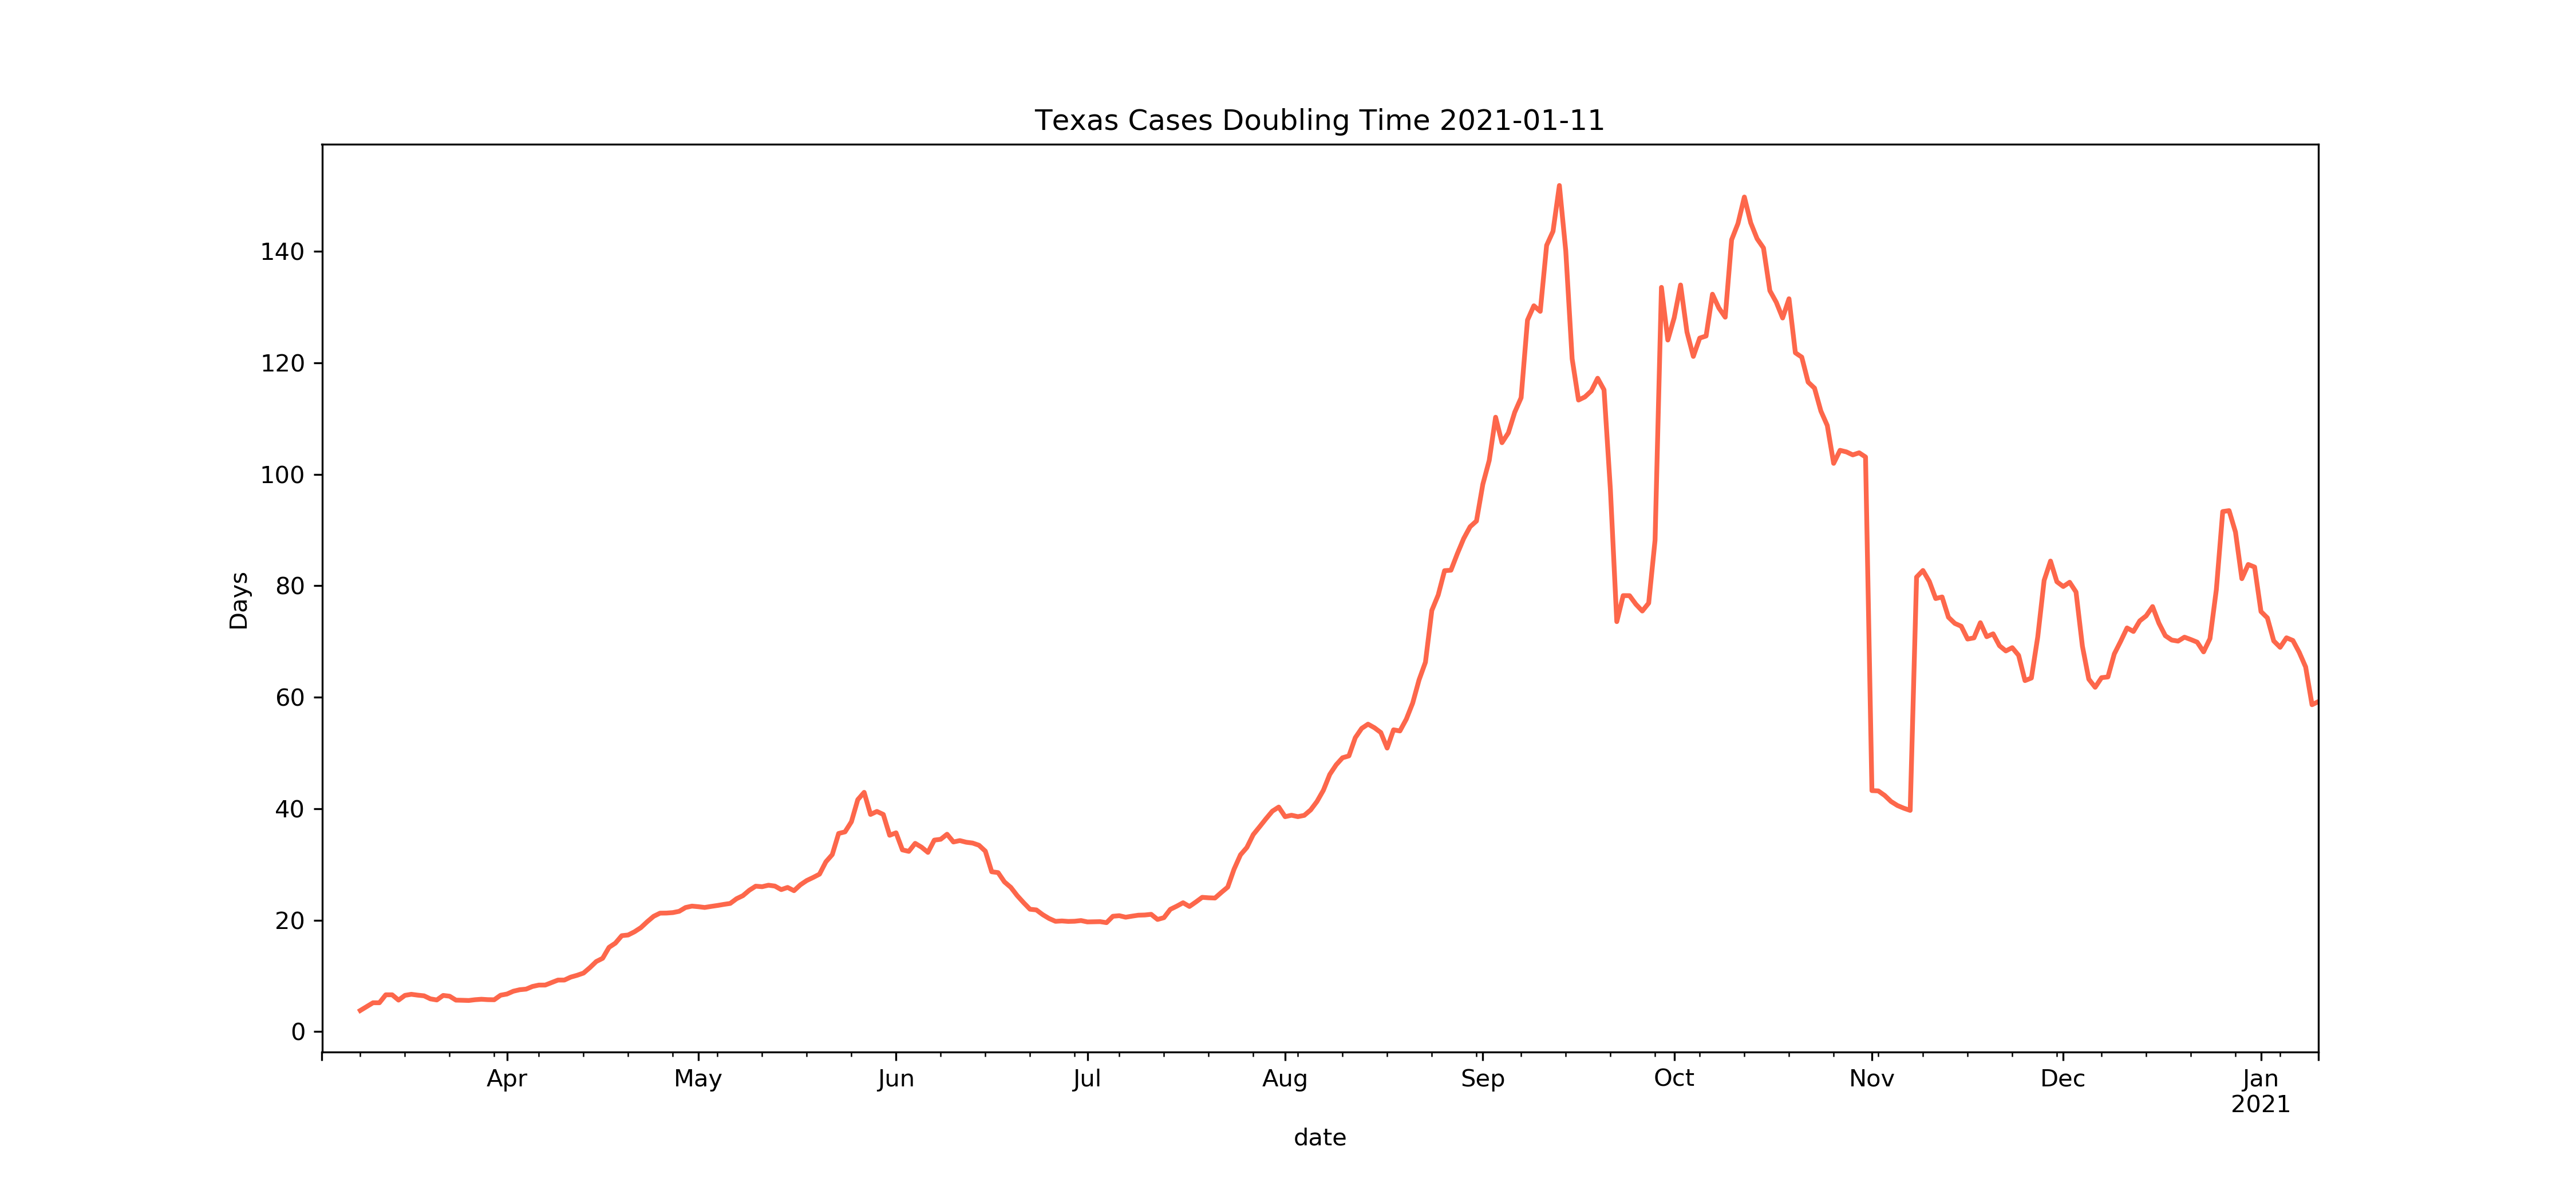 Texas Cases Doubling Time 2021-01-11
Days
140
120
100
80
60
40
20
0
Apr May Jun Jul Aug Sep Oct Nov Dec Jan
2021
date